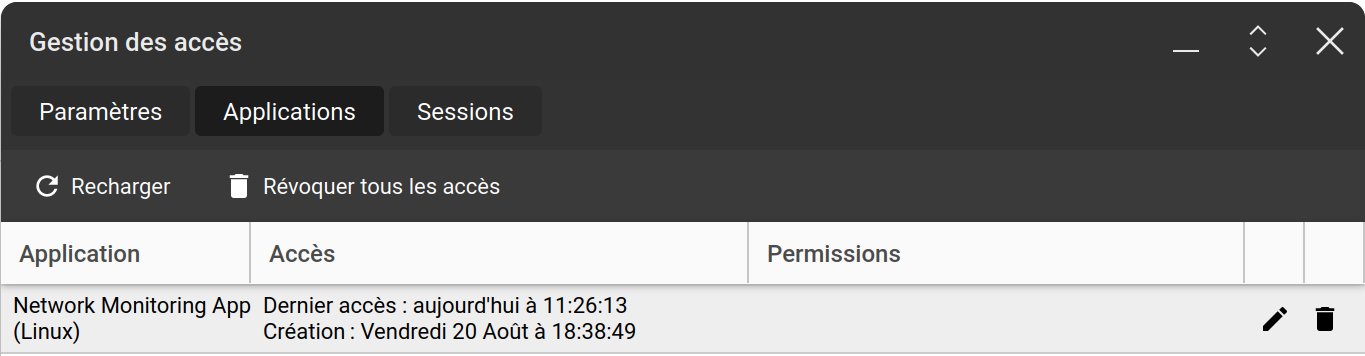 Gestion des accès
Paramètres Applications Sessions
Recharger Révoquer tous les accès
Application Accès Permissions
Network Monitoring App Dernier accès : aujourd'hui à 11:26:13
(Linux) Création : Vendredi 20 Août à 18:38:49